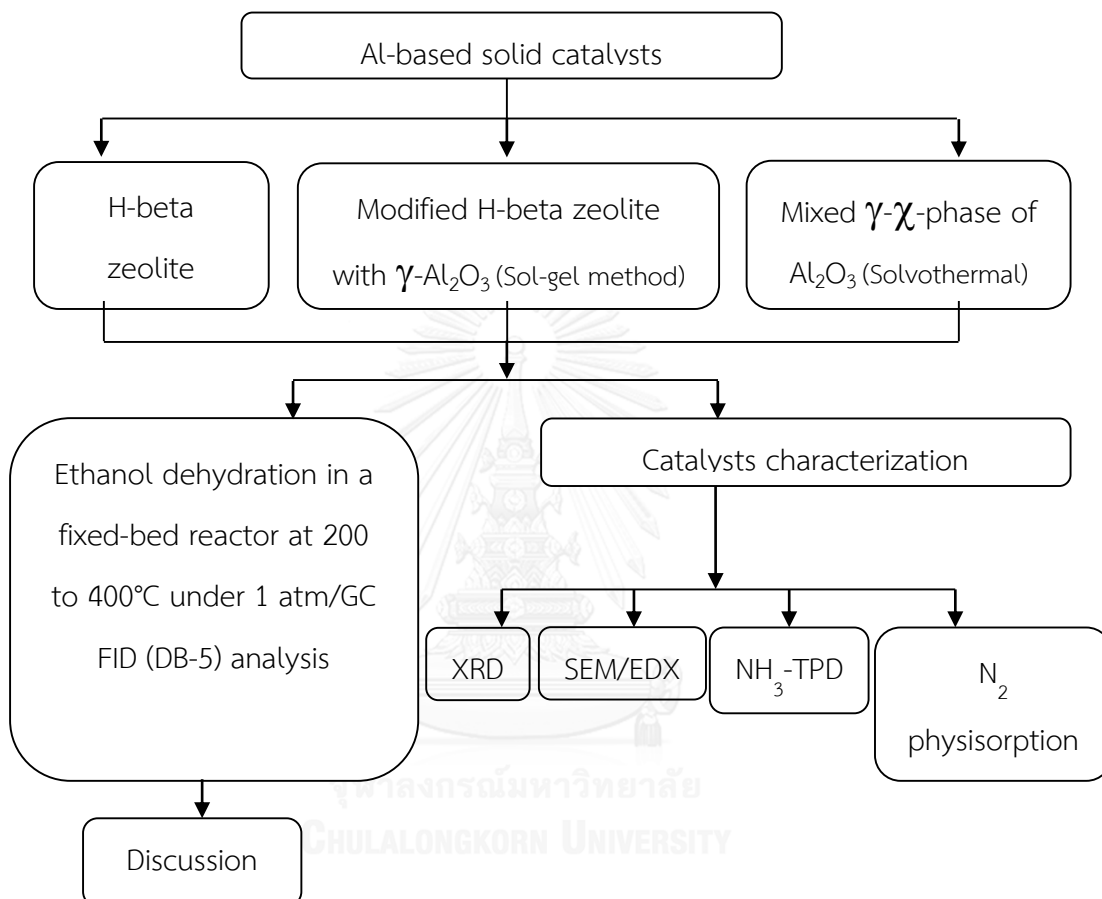 Al-based solid catalysts
H-beta
zeolite
Modified H-beta zeolite
with γ-Al₂O₃ (Sol-gel method)
Mixed γ-χ-phase of
Al₂O₃ (Solvothermal)
Ethanol dehydration in a
fixed-bed reactor at 200
to 400°C under 1 atm/GC
FID (DB-5) analysis
Catalysts characterization
XRD
SEM/EDX
NH₃-TPD
N₂
physisorption
Discussion
จุฬาลงกรณ์มหาวิทยาลัย
CHULALONGKORN UNIVERSITY